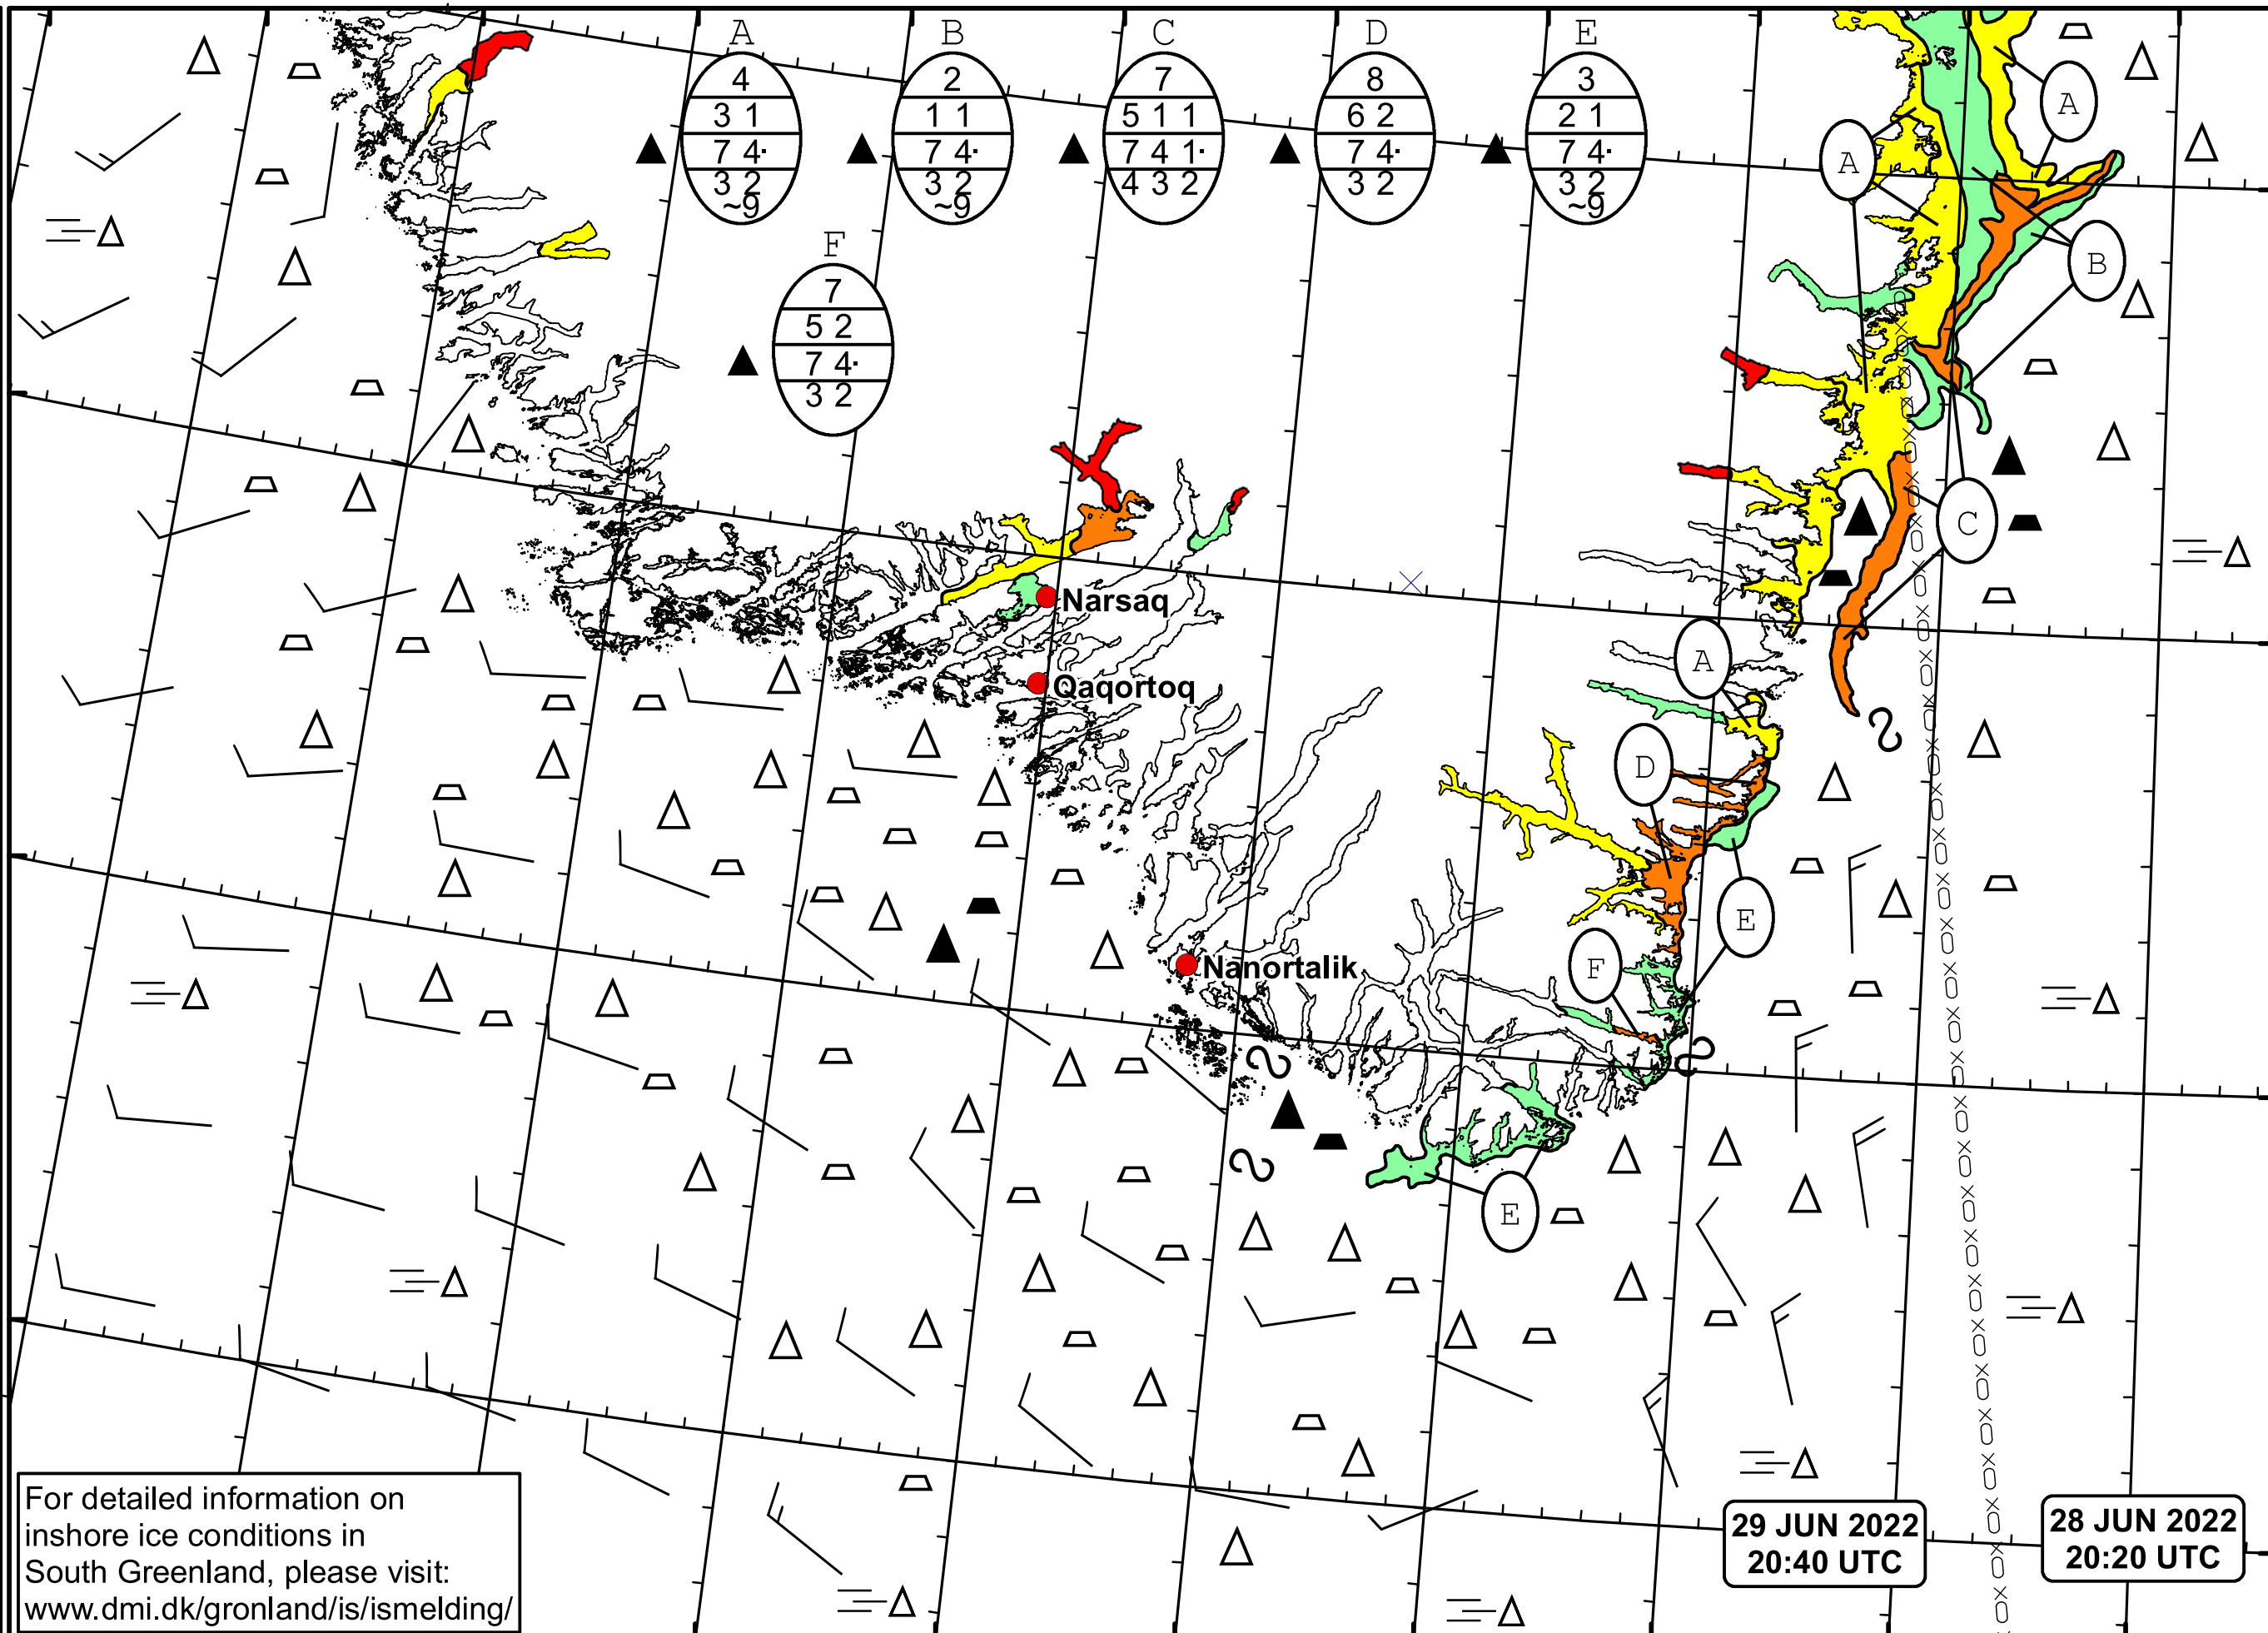 A B C D E
4 2 7 8 3
3 1 1 1 5 1 1 6 2 2 1
7 4· 7 4· 7 4 1· 7 4· 7 4·
3 2 3 2 4 3 2 3 2 3 2
~9 ~9 ~9
F
7
5 2
7 4·
3 2
A
A
B
C
Narsaq
Qaqortoq
A
D
E
Nanortalik
F
E
For detailed information on
inshore ice conditions in
South Greenland, please visit:
www.dmi.dk/gronland/is/ismelding/
29 JUN 2022
20:40 UTC
28 JUN 2022
20:20 UTC